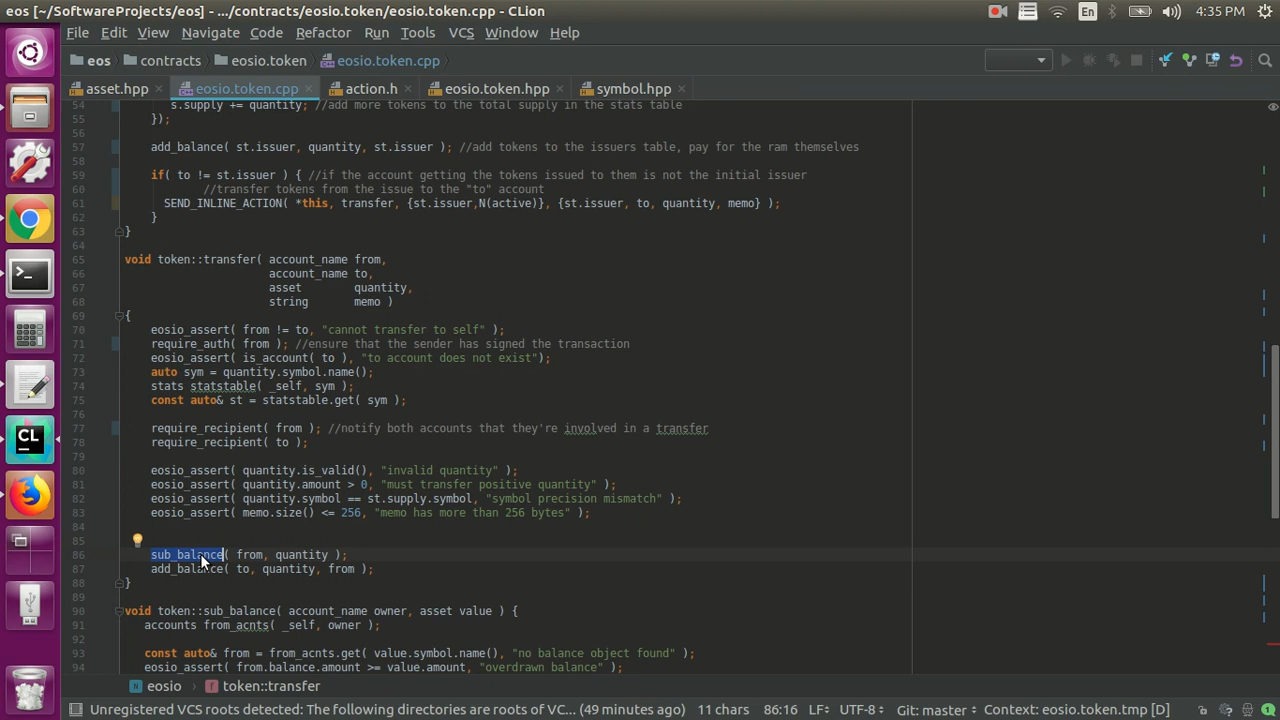 eos [~/SoftwareProjects/eos] - .../contracts/eosio.token/eosio.token.cpp - CLion
En
4:35 PM
File Edit View Navigate Code Refactor Run Tools VCS Window Help
eos contracts eosio.token eosio.token.cpp
asset.hpp eosio.token.cpp action.h eosio.token.hpp symbol.hpp
54 s.supply += quantity; //add more tokens to the total supply in the stats table
55 });
56
57 add_balance( st.issuer, quantity, st.issuer ); //add tokens to the issuers table, pay for the ram themselves
58
59 if( to != st.issuer ) { //if the account getting the tokens issued to them is not the initial issuer
60 //transfer tokens from the issue to the "to" account
61 SEND_INLINE_ACTION( *this, transfer, {st.issuer,N(active)}, {st.issuer, to, quantity, memo} );
62 }
63 }
64
65 void token::transfer( account_name from,
66 account_name to,
67 asset quantity,
68 string memo )
69 {
70 eosio_assert( from != to, "cannot transfer to self" );
71 require_auth( from ); //ensure that the sender has signed the transaction
72 eosio_assert( is_account( to ), "to account does not exist");
73 auto sym = quantity.symbol.name();
74 stats statstable( _self, sym );
75 const auto& st = statstable.get( sym );
76
77 require_recipient( from ); //notify both accounts that they're involved in a transfer
78 require_recipient( to );
79
80 eosio_assert( quantity.is_valid(), "invalid quantity" );
81 eosio_assert( quantity.amount > 0, "must transfer positive quantity" );
82 eosio_assert( quantity.symbol == st.supply.symbol, "symbol precision mismatch" );
83 eosio_assert( memo.size() <= 256, "memo has more than 256 bytes" );
84
85
86 sub_balance( from, quantity );
87 add_balance( to, quantity, from );
88 }
89
90 void token::sub_balance( account_name owner, asset value ) {
91 accounts from_acnts( _self, owner );
92
93 const auto& from = from_acnts.get( value.symbol.name(), "no balance object found" );
94 eosio_assert( from.balance.amount >= value.amount, "overdrawn balance" );
n eosio f token::transfer
Unregistered VCS roots detected: The following directories are roots of VC... (49 minutes ago) 11 chars 86:16 LF UTF-8 Git: master Context: eosio.token.tmp [D] 1